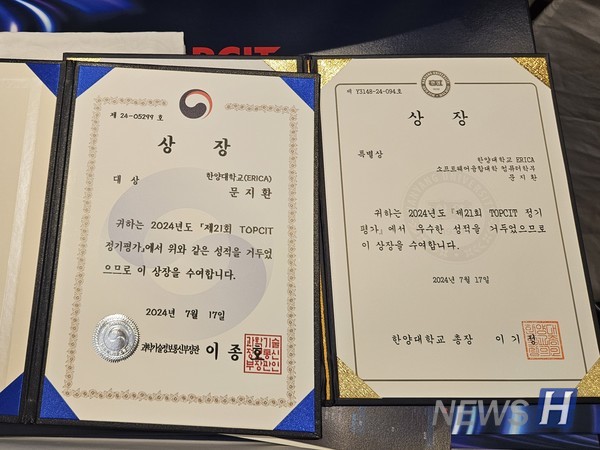 PCIT
제 24-05299 호
상 장
대 상
한양대학교(ERICA)
문 지 환
귀하는 2024년도 「제21회 TOPCIT
정기평가」에서 위와 같은 성적을 거두었
으므로 이 상장을 수여합니다.
2024년 7월 17일
과학기술정보통신부장관 이 종 호
과학기술
정보통신
부장관인
제 Y3148-24-094호
상 장
특별상
한양대학교 ERICA
소프트웨어융합대학 컴퓨터학부
문 지 환
귀하는 2024년도 「제21회 TOPCIT 정기
평가」에서 우수한 성적을 거두었으므로
이 상장을 수여합니다.
2024년 7월 17일
한양대학교 총장 이 기 정
NEWS H